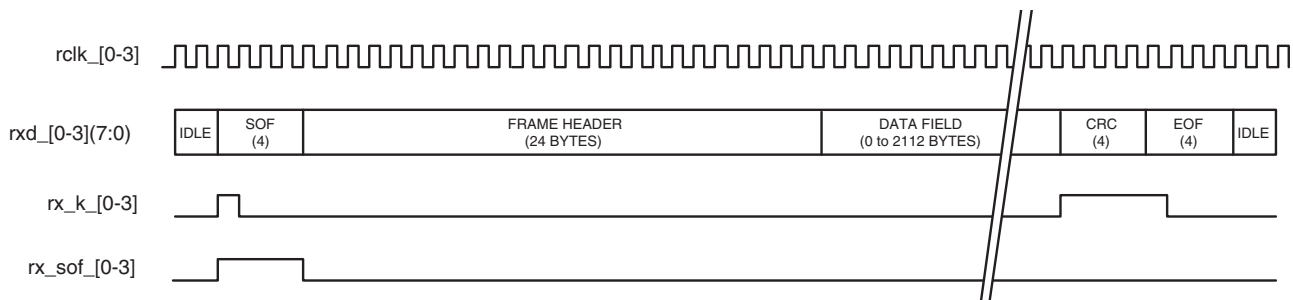 rclk_[0-3]
rxd_[0-3](7:0)
IDLE
SOF
(4)
FRAME HEADER
(24 BYTES)
DATA FIELD
(0 to 2112 BYTES)
CRC
(4)
EOF
(4)
IDLE
rx_k_[0-3]
rx_sof_[0-3]